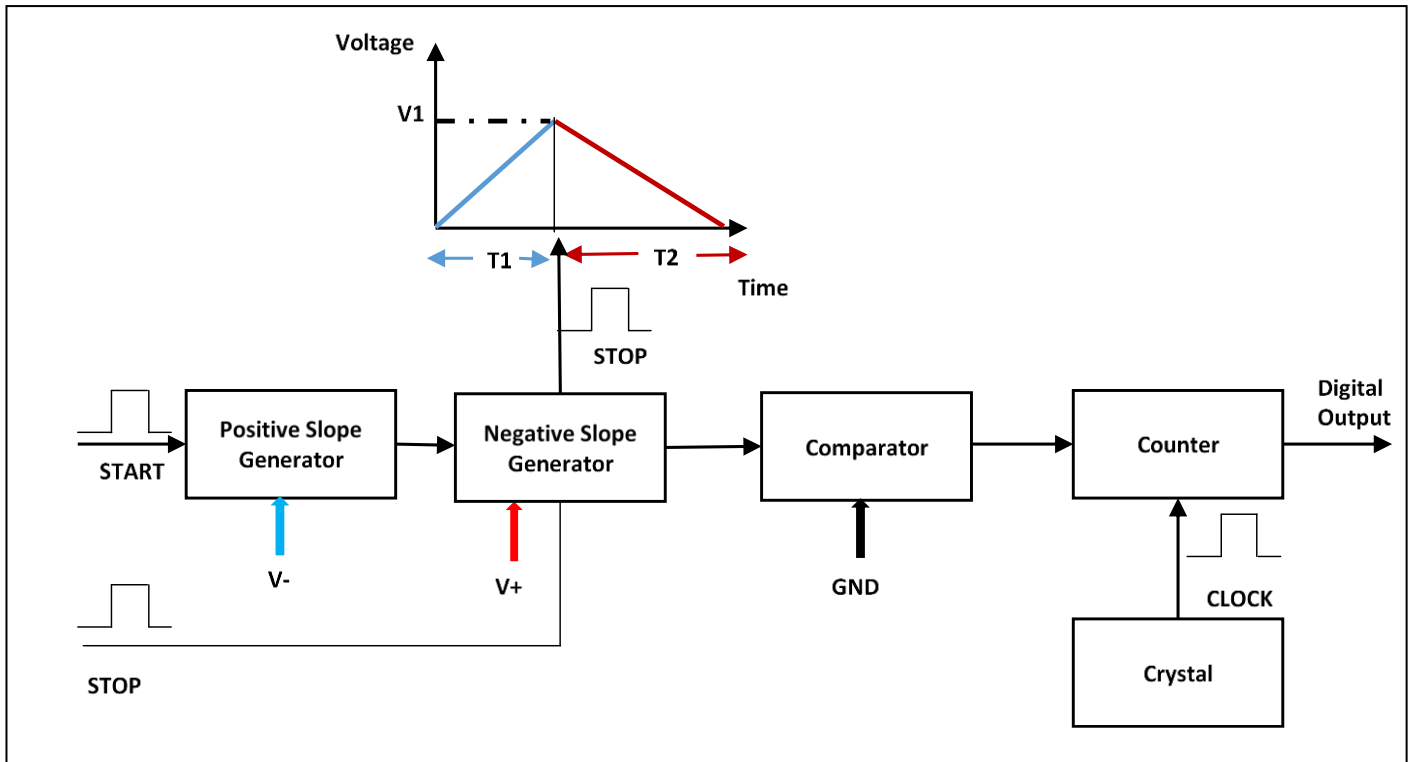 Voltage
V1
T1
T2
Time
STOP
START
Positive Slope
Generator
Negative Slope
Generator
Comparator
Counter
Digital
Output
V-
V+
GND
CLOCK
STOP
Crystal